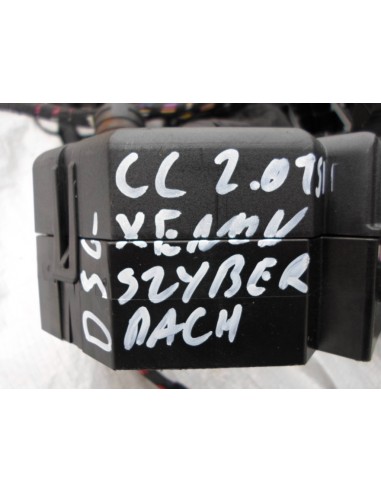 CC 2.0TSI
XENON
SZYBER
DACH
DSG